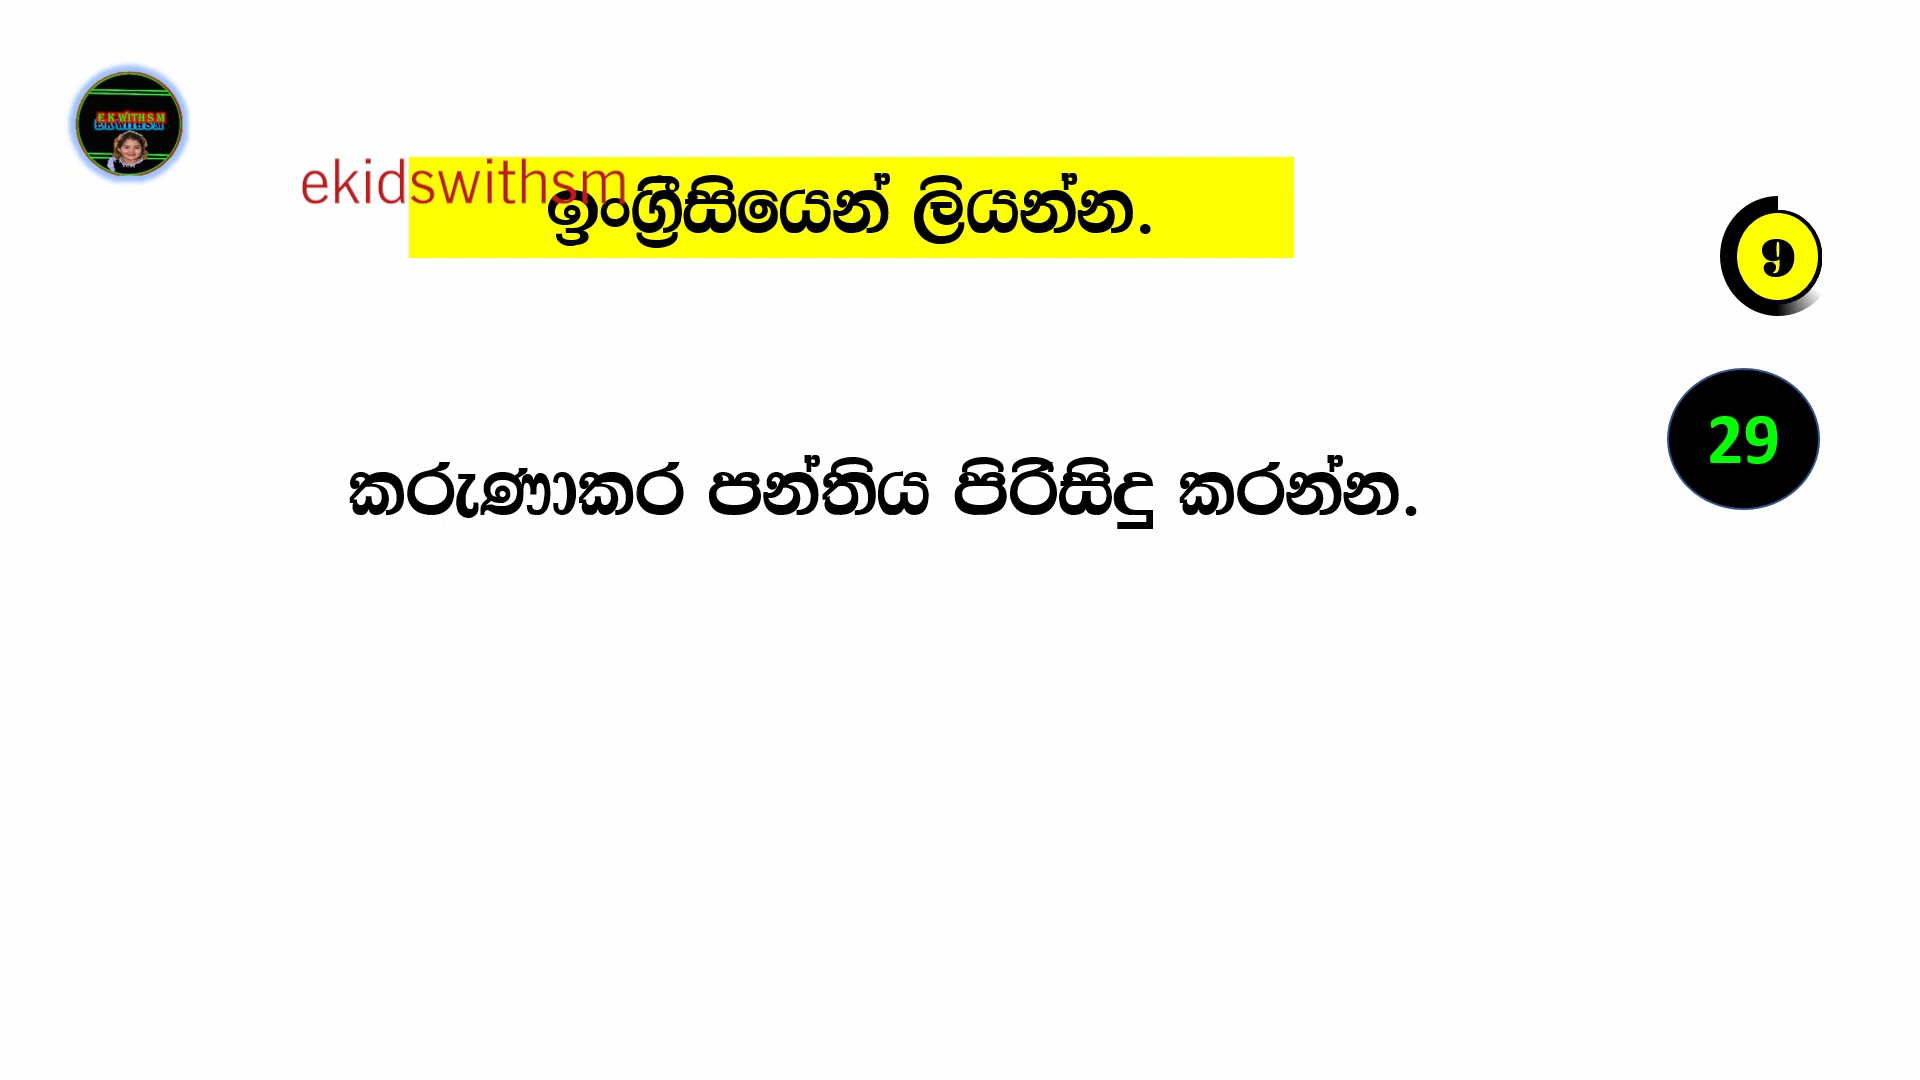 E.K WITH S M
ekidswithsm
ඉංග්‍රීසියෙන් ලියන්න.
9
29
කරුණාකර පන්තිය පිරිසිදු කරන්න.